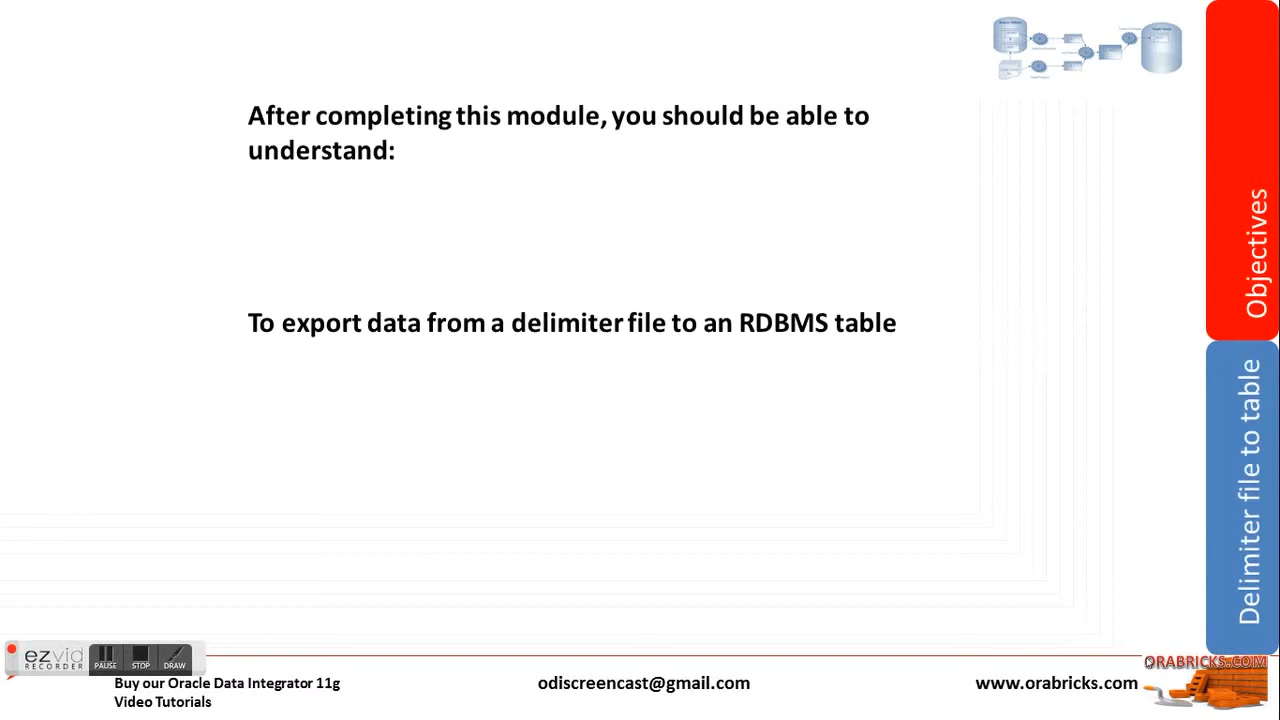 After completing this module, you should be able to
understand:
To export data from a delimiter file to an RDBMS table
Objectives
Delimiter file to table
ezvid
RECORDER
PAUSE
STOP
DRAW
Buy our Oracle Data Integrator 11g
Video Tutorials
odiscreencast@gmail.com
www.orabricks.com
ORABRICKS.COM